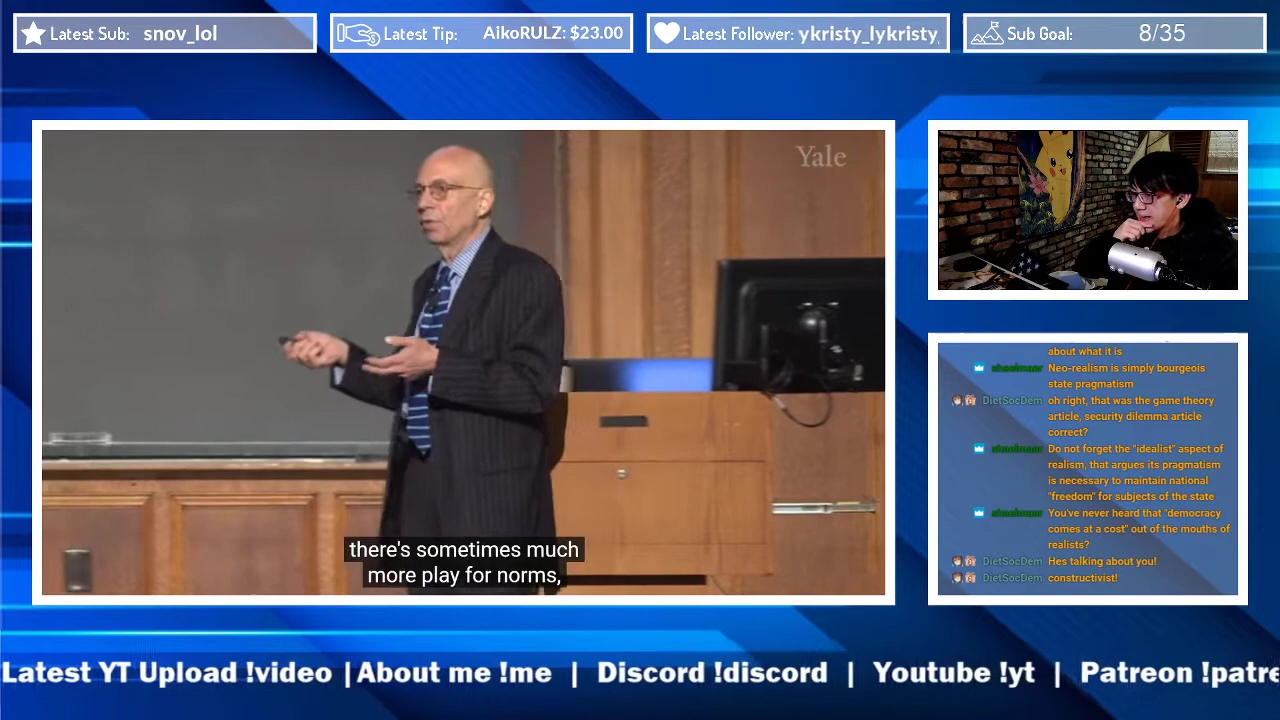 Latest Sub: snov_lol
Latest Tip: AikoRULZ: $23.00
Latest Follower: ykristy_lykristy_
Sub Goal: 8/35
Yale
there's sometimes much
more play for norms,
about what it is
Neo-realism is simply bourgeois
state pragmatism
DietSocDem oh right, that was the game theory
article, security dilemma article
correct?
Do not forget the "idealist" aspect of
realism, that argues its pragmatism
is necessary to maintain national
"freedom" for subjects of the state
You've never heard that "democracy
comes at a cost" out of the mouths of
realists?
DietSocDem Hes talking about you!
DietSocDem constructivist!
Latest YT Upload !video | About me !me | Discord !discord | Youtube !yt | Patreon !patre